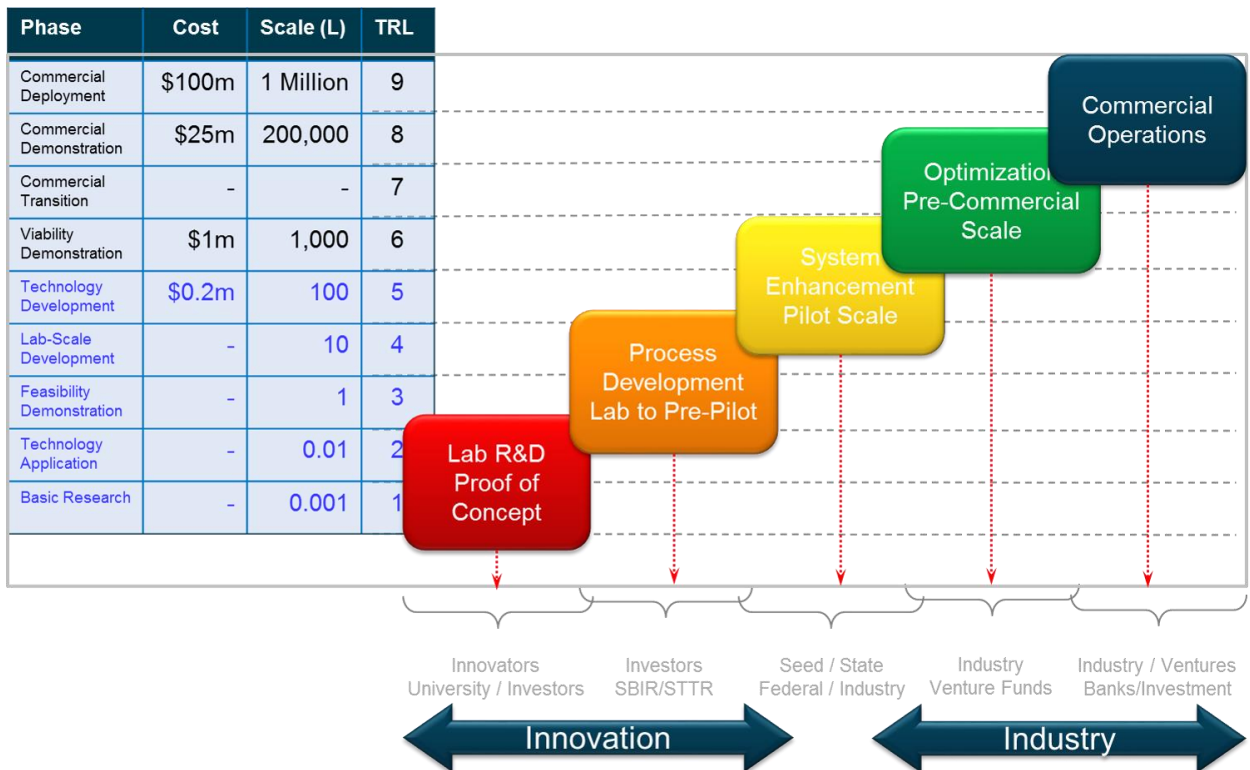 Phase Cost Scale (L) TRL
Commercial
Deployment
$100m 1 Million 9
Commercial
Demonstration
$25m 200,000 8
Commercial
Transition
- - 7
Viability
Demonstration
$1m 1,000 6
Technology
Development
$0.2m 100 5
Lab-Scale
Development
- 10 4
Feasibility
Demonstration
- 1 3
Technology
Application
- 0.01 2
Basic Research - 0.001 1
Lab R&D
Proof of
Concept
Process
Development
Lab to Pre-Pilot
System
Enhancement
Pilot Scale
Optimization
Pre-Commercial
Scale
Commercial
Operations
Innovators
University / Investors
Investors
SBIR/STTR
Seed / State
Federal / Industry
Industry
Venture Funds
Industry / Ventures
Banks/Investment
Innovation
Industry